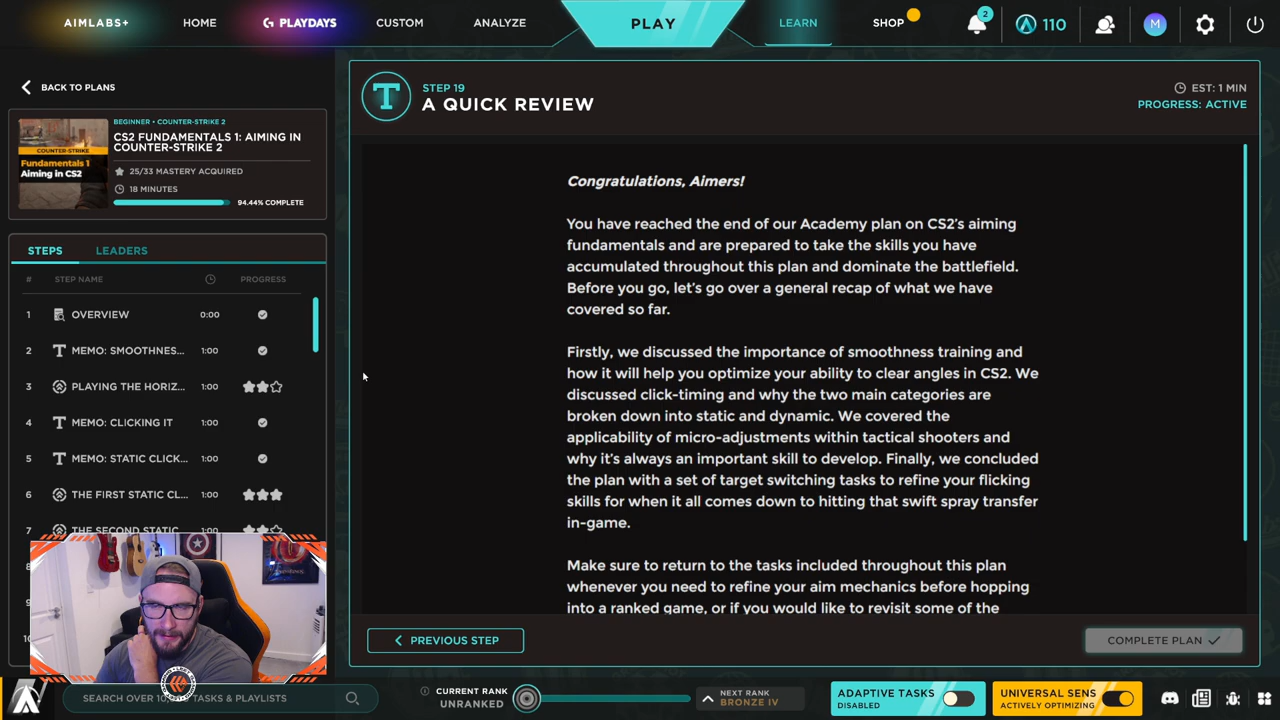 AIMLABS+
HOME
PLAYDAYS
CUSTOM
ANALYZE
PLAY
LEARN
SHOP
2
110
M
BACK TO PLANS
BEGINNER • COUNTER-STRIKE 2
CS2 FUNDAMENTALS 1: AIMING IN
COUNTER-STRIKE 2
25/33 MASTERY ACQUIRED
18 MINUTES
94.44% COMPLETE
COUNTER-STRIKE
Fundamentals 1
Aiming in CS2
STEPS
LEADERS
# STEP NAME PROGRESS
1 OVERVIEW 0:00
2 T MEMO: SMOOTHNES... 1:00
3 PLAYING THE HORIZ... 1:00
4 T MEMO: CLICKING IT 1:00
5 T MEMO: STATIC CLICK... 1:00
6 THE FIRST STATIC CL... 1:00
7 THE SECOND STATIC 1:00
T
STEP 19
A QUICK REVIEW
EST: 1 MIN
PROGRESS: ACTIVE
Congratulations, Aimers!
You have reached the end of our Academy plan on CS2's aiming
fundamentals and are prepared to take the skills you have
accumulated throughout this plan and dominate the battlefield.
Before you go, let's go over a general recap of what we have
covered so far.
Firstly, we discussed the importance of smoothness training and
how it will help you optimize your ability to clear angles in CS2. We
discussed click-timing and why the two main categories are
broken down into static and dynamic. We covered the
applicability of micro-adjustments within tactical shooters and
why it's always an important skill to develop. Finally, we concluded
the plan with a set of target switching tasks to refine your flicking
skills for when it all comes down to hitting that swift spray transfer
in-game.
Make sure to return to the tasks included throughout this plan
whenever you need to refine your aim mechanics before hopping
into a ranked game, or if you would like to revisit some of the
PREVIOUS STEP
COMPLETE PLAN
SEARCH OVER 10, TASKS & PLAYLISTS
CURRENT RANK
UNRANKED
NEXT RANK
BRONZE IV
ADAPTIVE TASKS
DISABLED
UNIVERSAL SENS
ACTIVELY OPTIMIZING